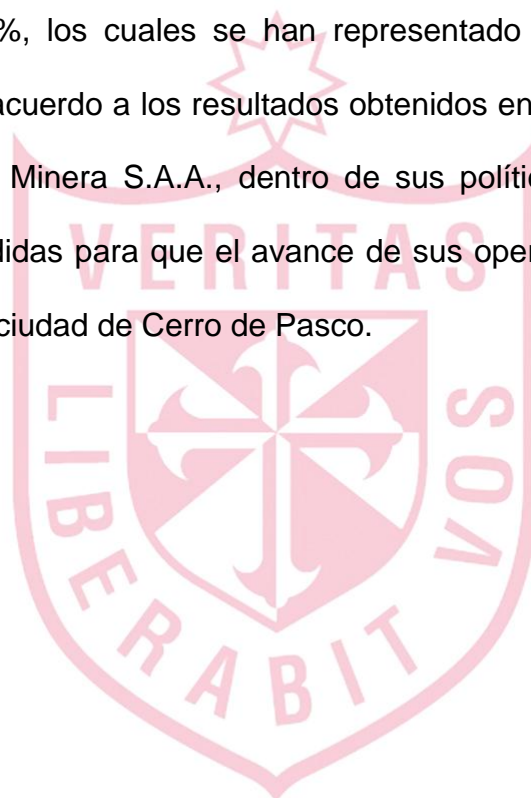 %, los cuales se han representado
acuerdo a los resultados obtenidos en
Minera S.A.A., dentro de sus polític
didas para que el avance de sus oper
ciudad de Cerro de Pasco.
VERITAS
LIBERABIT VOS